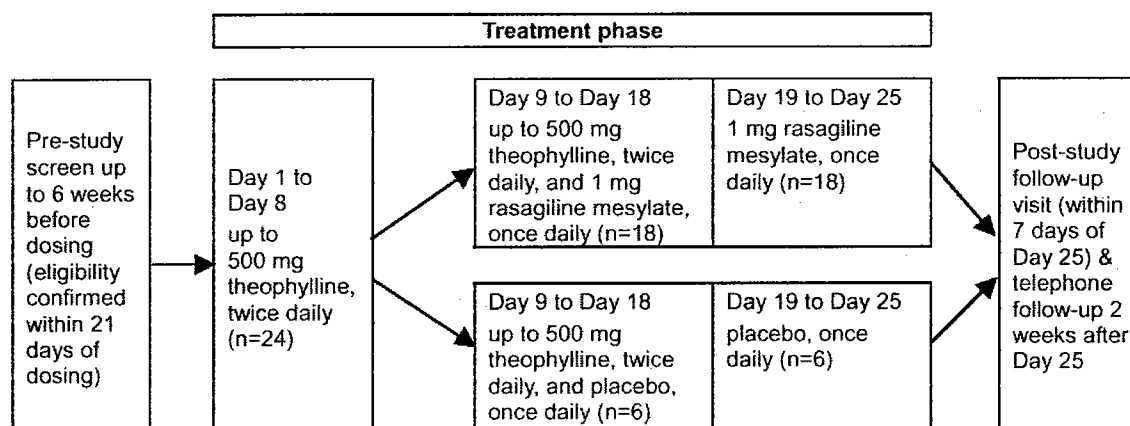 Treatment phase
Pre-study
screen up
to 6 weeks
before
dosing
(eligibility
confirmed
within 21
days of
dosing)
Day 1 to
Day 8
up to
500 mg
theophylline,
twice daily
(n=24)
Day 9 to Day 18
up to 500 mg
theophylline, twice
daily, and 1 mg
rasagiline mesylate,
once daily (n=18)
Day 19 to Day 25
1 mg rasagiline
mesylate, once
daily (n=18)
Day 9 to Day 18
up to 500 mg
theophylline, twice
daily, and placebo,
once daily (n=6)
Day 19 to Day 25
placebo, once
daily (n=6)
Post-study
follow-up
visit (within
7 days of
Day 25) &
telephone
follow-up 2
weeks after
Day 25